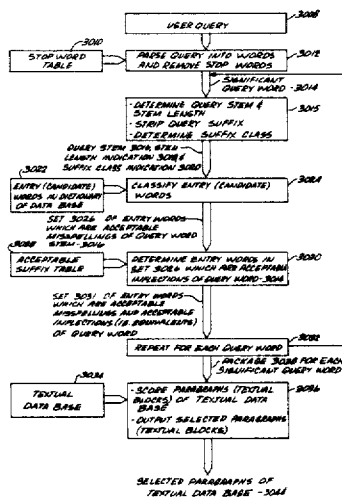 3008
USER QUERY
3010
STOP WORD
TABLE
3012
PARSE QUERY INTO WORDS
AND REMOVE STOP WORDS
SIGNIFICANT
QUERY WORD -3014
3015
- DETERMINE QUERY STEM &
STEM LENGTH
- STRIP QUERY SUFFIX
- DETERMINE SUFFIX CLASS
QUERY STEM 3016, STEM
LENGTH INDICATION 3018 &
SUFFIX CLASS INDICATION 3020
3022
ENTRY (CANDIDATE)
WORDS IN DICTIONARY
OF DATA BASE
3024
CLASSIFY ENTRY (CANDIDATE)
WORDS
SET 3026 OF ENTRY WORDS
WHICH ARE ACCEPTABLE
MISSPELLINGS OF QUERY WORD
STEM -3016
3028
ACCEPTABLE
SUFFIX TABLE
3030
DETERMINE ENTRY WORDS IN
SET 3026 WHICH ARE ACCEPTABLE
INFLECTIONS OF QUERY WORD -3014
SET 3031 OF ENTRY WORDS
WHICH ARE ACCEPTABLE
MISSPELLINGS AND ACCEPTABLE
INFLECTIONS (I.E. EQUIVALENTS)
OF QUERY WORD
3032
REPEAT FOR EACH QUERY WORD
PACKAGE 3038 FOR EACH
SIGNIFICANT QUERY WORD
3034
TEXTUAL
DATA BASE
3036
- SCORE PARAGRAPHS (TEXTUAL
BLOCKS) OF TEXTUAL DATA
BASE
- OUTPUT SELECTED PARAGRAPHS
(TEXTUAL BLOCKS)
SELECTED PARAGRAPHS OF
TEXTUAL DATA BASE -3044